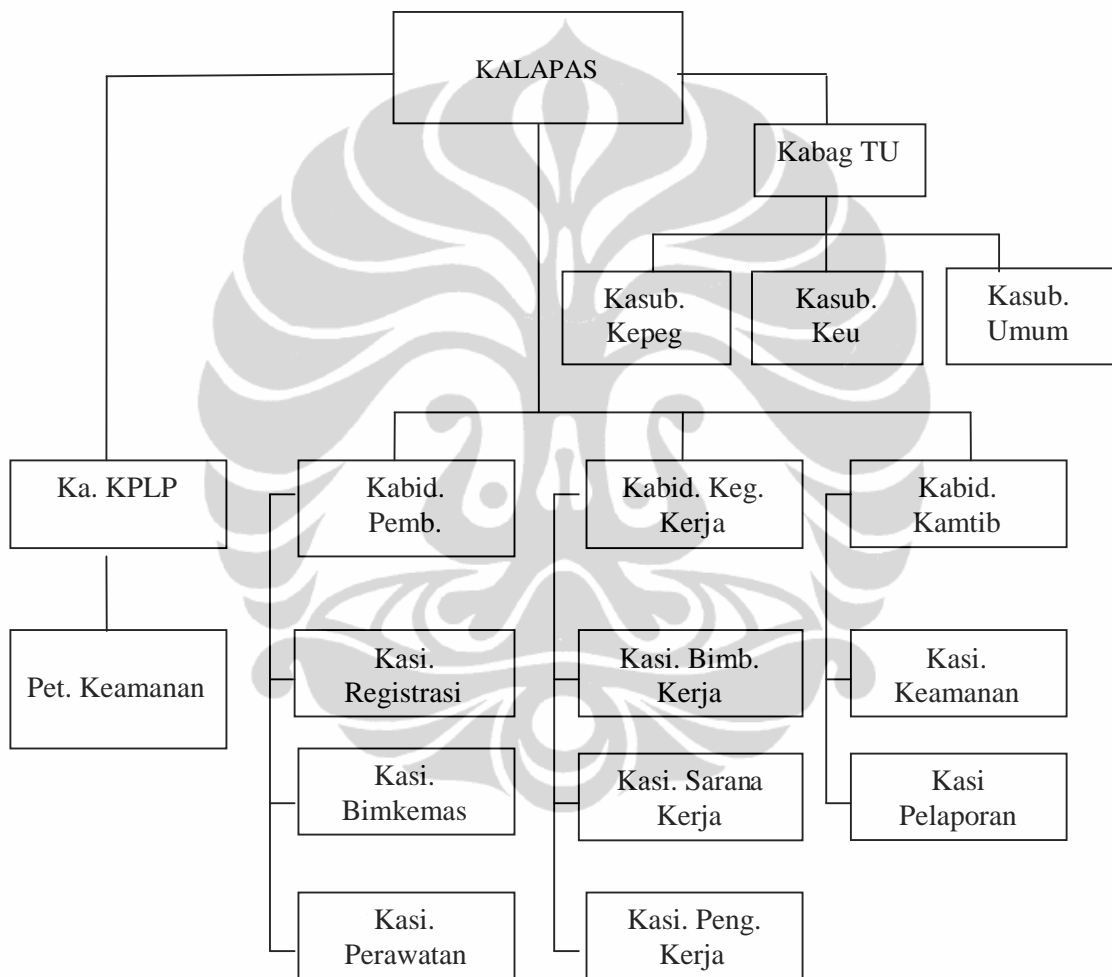 KALAPAS
Kabag TU
Kasub.
Kepeg
Kasub.
Keu
Kasub.
Umum
Ka. KPLP
Kabid.
Pemb.
Kabid. Keg.
Kerja
Kabid.
Kamtib
Pet. Keamanan
Kasi.
Registrasi
Kasi. Bimb.
Kerja
Kasi.
Keamanan
Kasi.
Bimkemas
Kasi. Sarana
Kerja
Kasi
Pelaporan
Kasi.
Perawatan
Kasi. Peng.
Kerja